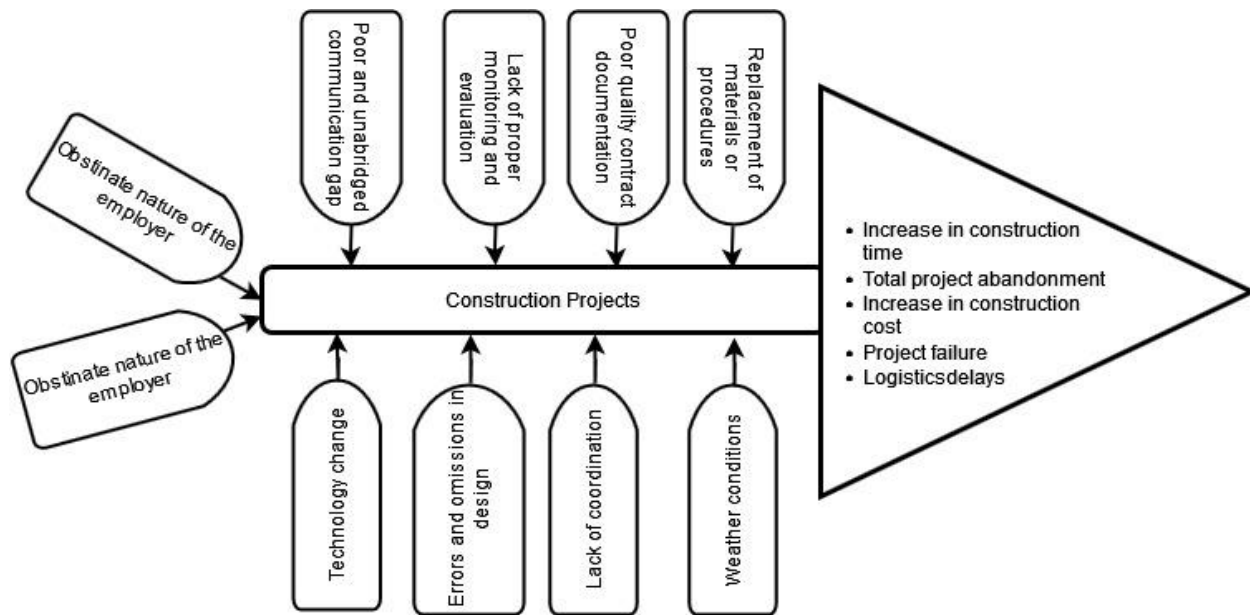 Poor and unabridged
communication gap
Lack of proper
monitoring and
evaluation
Poor quality contract
documentation
Replacement of
materials or
procedures
Obstinate nature of the
employer
Obstinate nature of the
employer
Construction Projects
• Increase in construction
time
• Total project abandonment
• Increase in construction
cost
• Project failure
• Logisticsdelays
Technology change
Errors and omissions in
design
Lack of coordination
Weather conditions